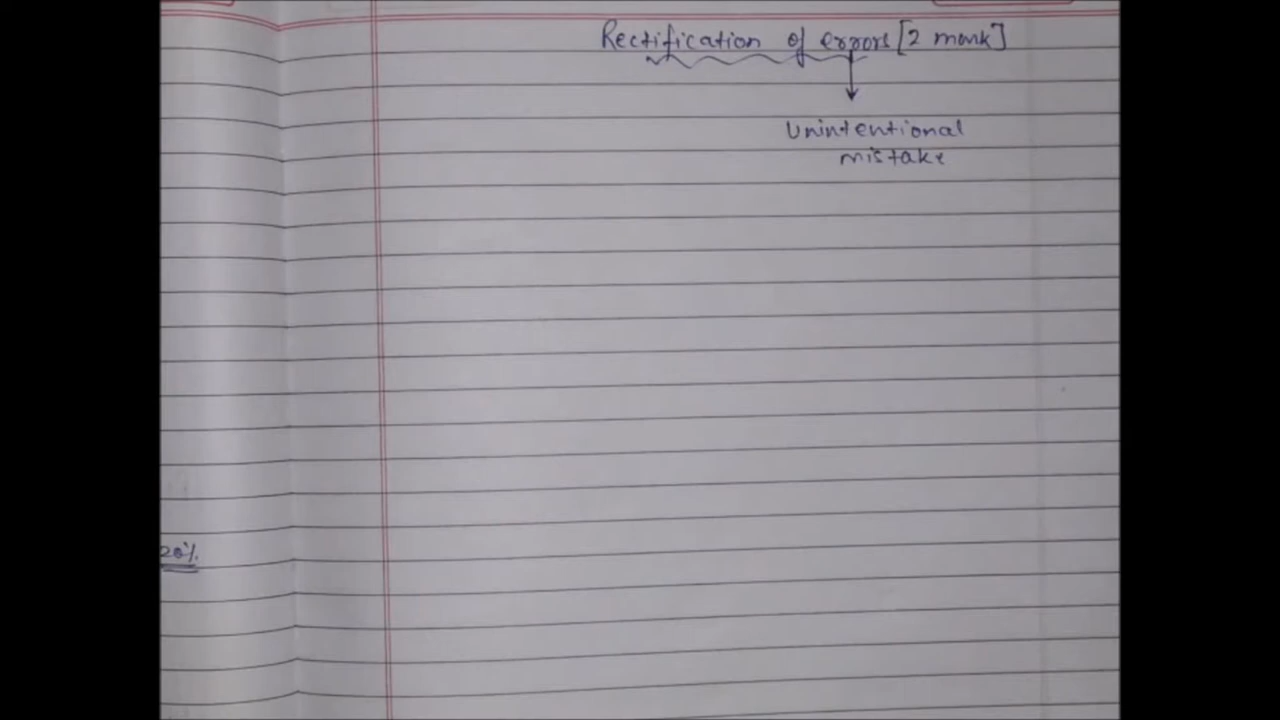 Rectification of errors [2 mark]
Unintentional
mistake
20%